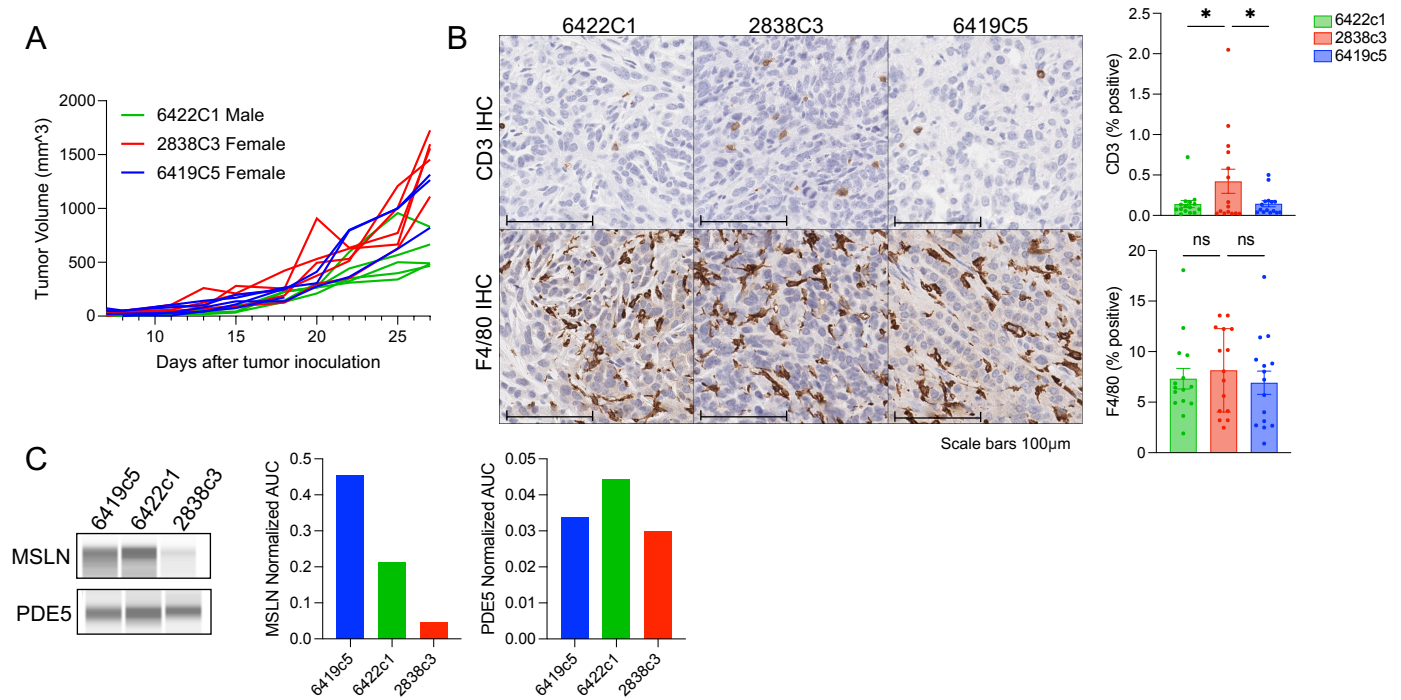 A
Tumor Volume (mm^3)
2000
1500
1000
500
0
10
15
20
25
Days after tumor inoculation
6422C1 Male
2838C3 Female
6419C5 Female
B
6422C1
2838C3
6419C5
CD3 IHC
F4/80 IHC
Scale bars 100µm
CD3 (% positive)
2.5
2.0
1.5
1.0
0.5
0.0
*
*
6422c1
2838c3
6419c5
F4/80 (% positive)
20
15
10
5
0
ns
ns
C
6419c5
6422c1
2838c3
MSLN
PDE5
MSLN Normalized AUC
0.5
0.4
0.3
0.2
0.1
0.0
6419c5
6422c1
2838c3
PDE5 Normalized AUC
0.05
0.04
0.03
0.02
0.01
0.00
6419c5
6422c1
2838c3